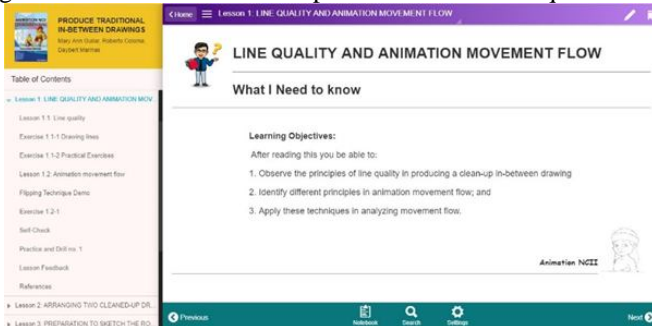 PRODUCE TRADITIONAL
IN-BETWEEN DRAWINGS
Table of Contents
Lesson 1: LINE QUALITY AND ANIMATION MOV
Lesson 1.1: Line quality
Exercise 1.1-1 Drawing lines
Exercise 1.1-2 Practical Exercises
Lesson 1.2: Animation movement flow
Flipping Technique Demo
Exercise 1.2-1
Self-Check
Practice and Drill no. 1
Lesson Feedback
References
Lesson 2: ARRANGING TWO CLEANED-UP DR
Lesson 3: PREPARATION TO SKETCH THE RO
Home
Lesson 1: LINE QUALITY AND ANIMATION MOVEMENT FLOW
LINE QUALITY AND ANIMATION MOVEMENT FLOW
What I Need to know
Learning Objectives:
After reading this you be able to:
1. Observe the principles of line quality in producing a clean-up in-between drawing
2. Identify different principles in animation movement flow; and
3. Apply these techniques in analyzing movement flow.
Animation NCII
Previous
Notebook
Search
Settings
Next